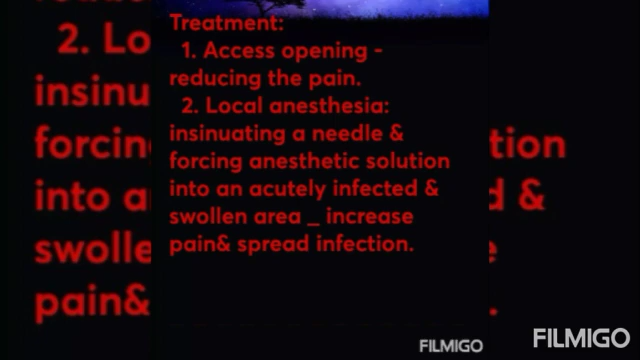 Treatment:
1. Access opening -
reducing the pain.
2. Local anesthesia:
insinuating a needle &
forcing anesthetic solution
into an acutely infected &
swollen area _ increase
pain& spread infection.
FILMIGO
FILMIGO